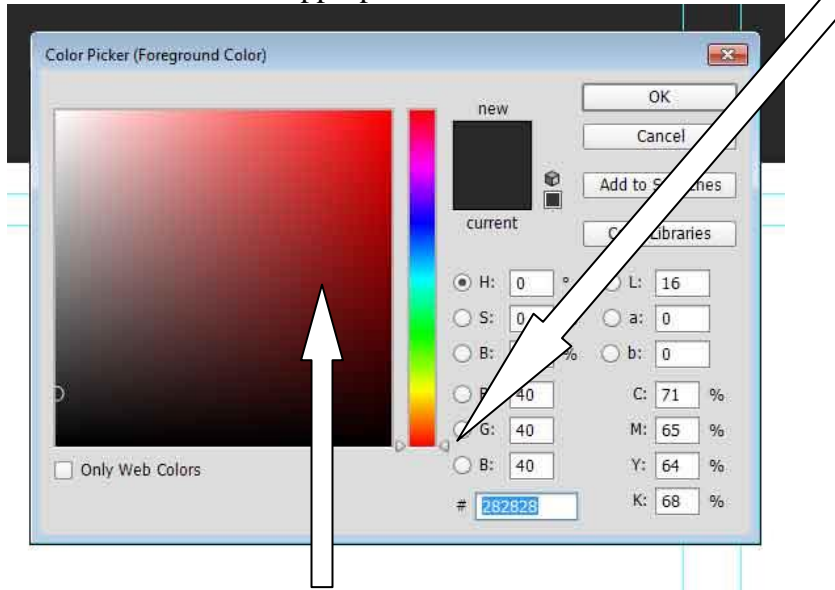 Color Picker (Foreground Color)
new
current
OK
Cancel
Add to
Libraries
H: 0 °
S: 0
B: %
40
G: 40
B: 40
# 282828
L: 16
a: 0
b: 0
C: 71 %
M: 65 %
Y: 64 %
K: 68 %
Only Web Colors